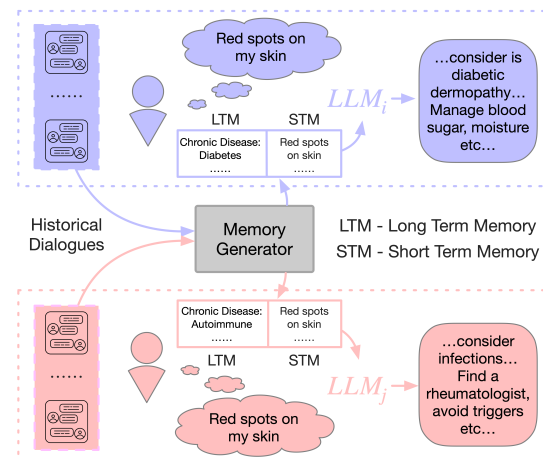 Red spots on
my skin
……
LTM
STM
Chronic Disease:
Diabetes
……
Red spots
on skin
……
LLMi
…consider is
diabetic
dermopathy…
Manage blood
sugar, moisture
etc…
Historical
Dialogues
Memory
Generator
LTM - Long Term Memory
STM - Short Term Memory
Chronic Disease:
Autoimmune
……
Red spots
on skin
……
LTM
STM
……
LLMj
…consider
infections…
Find a
rheumatologist,
avoid triggers
etc…
Red spots on
my skin